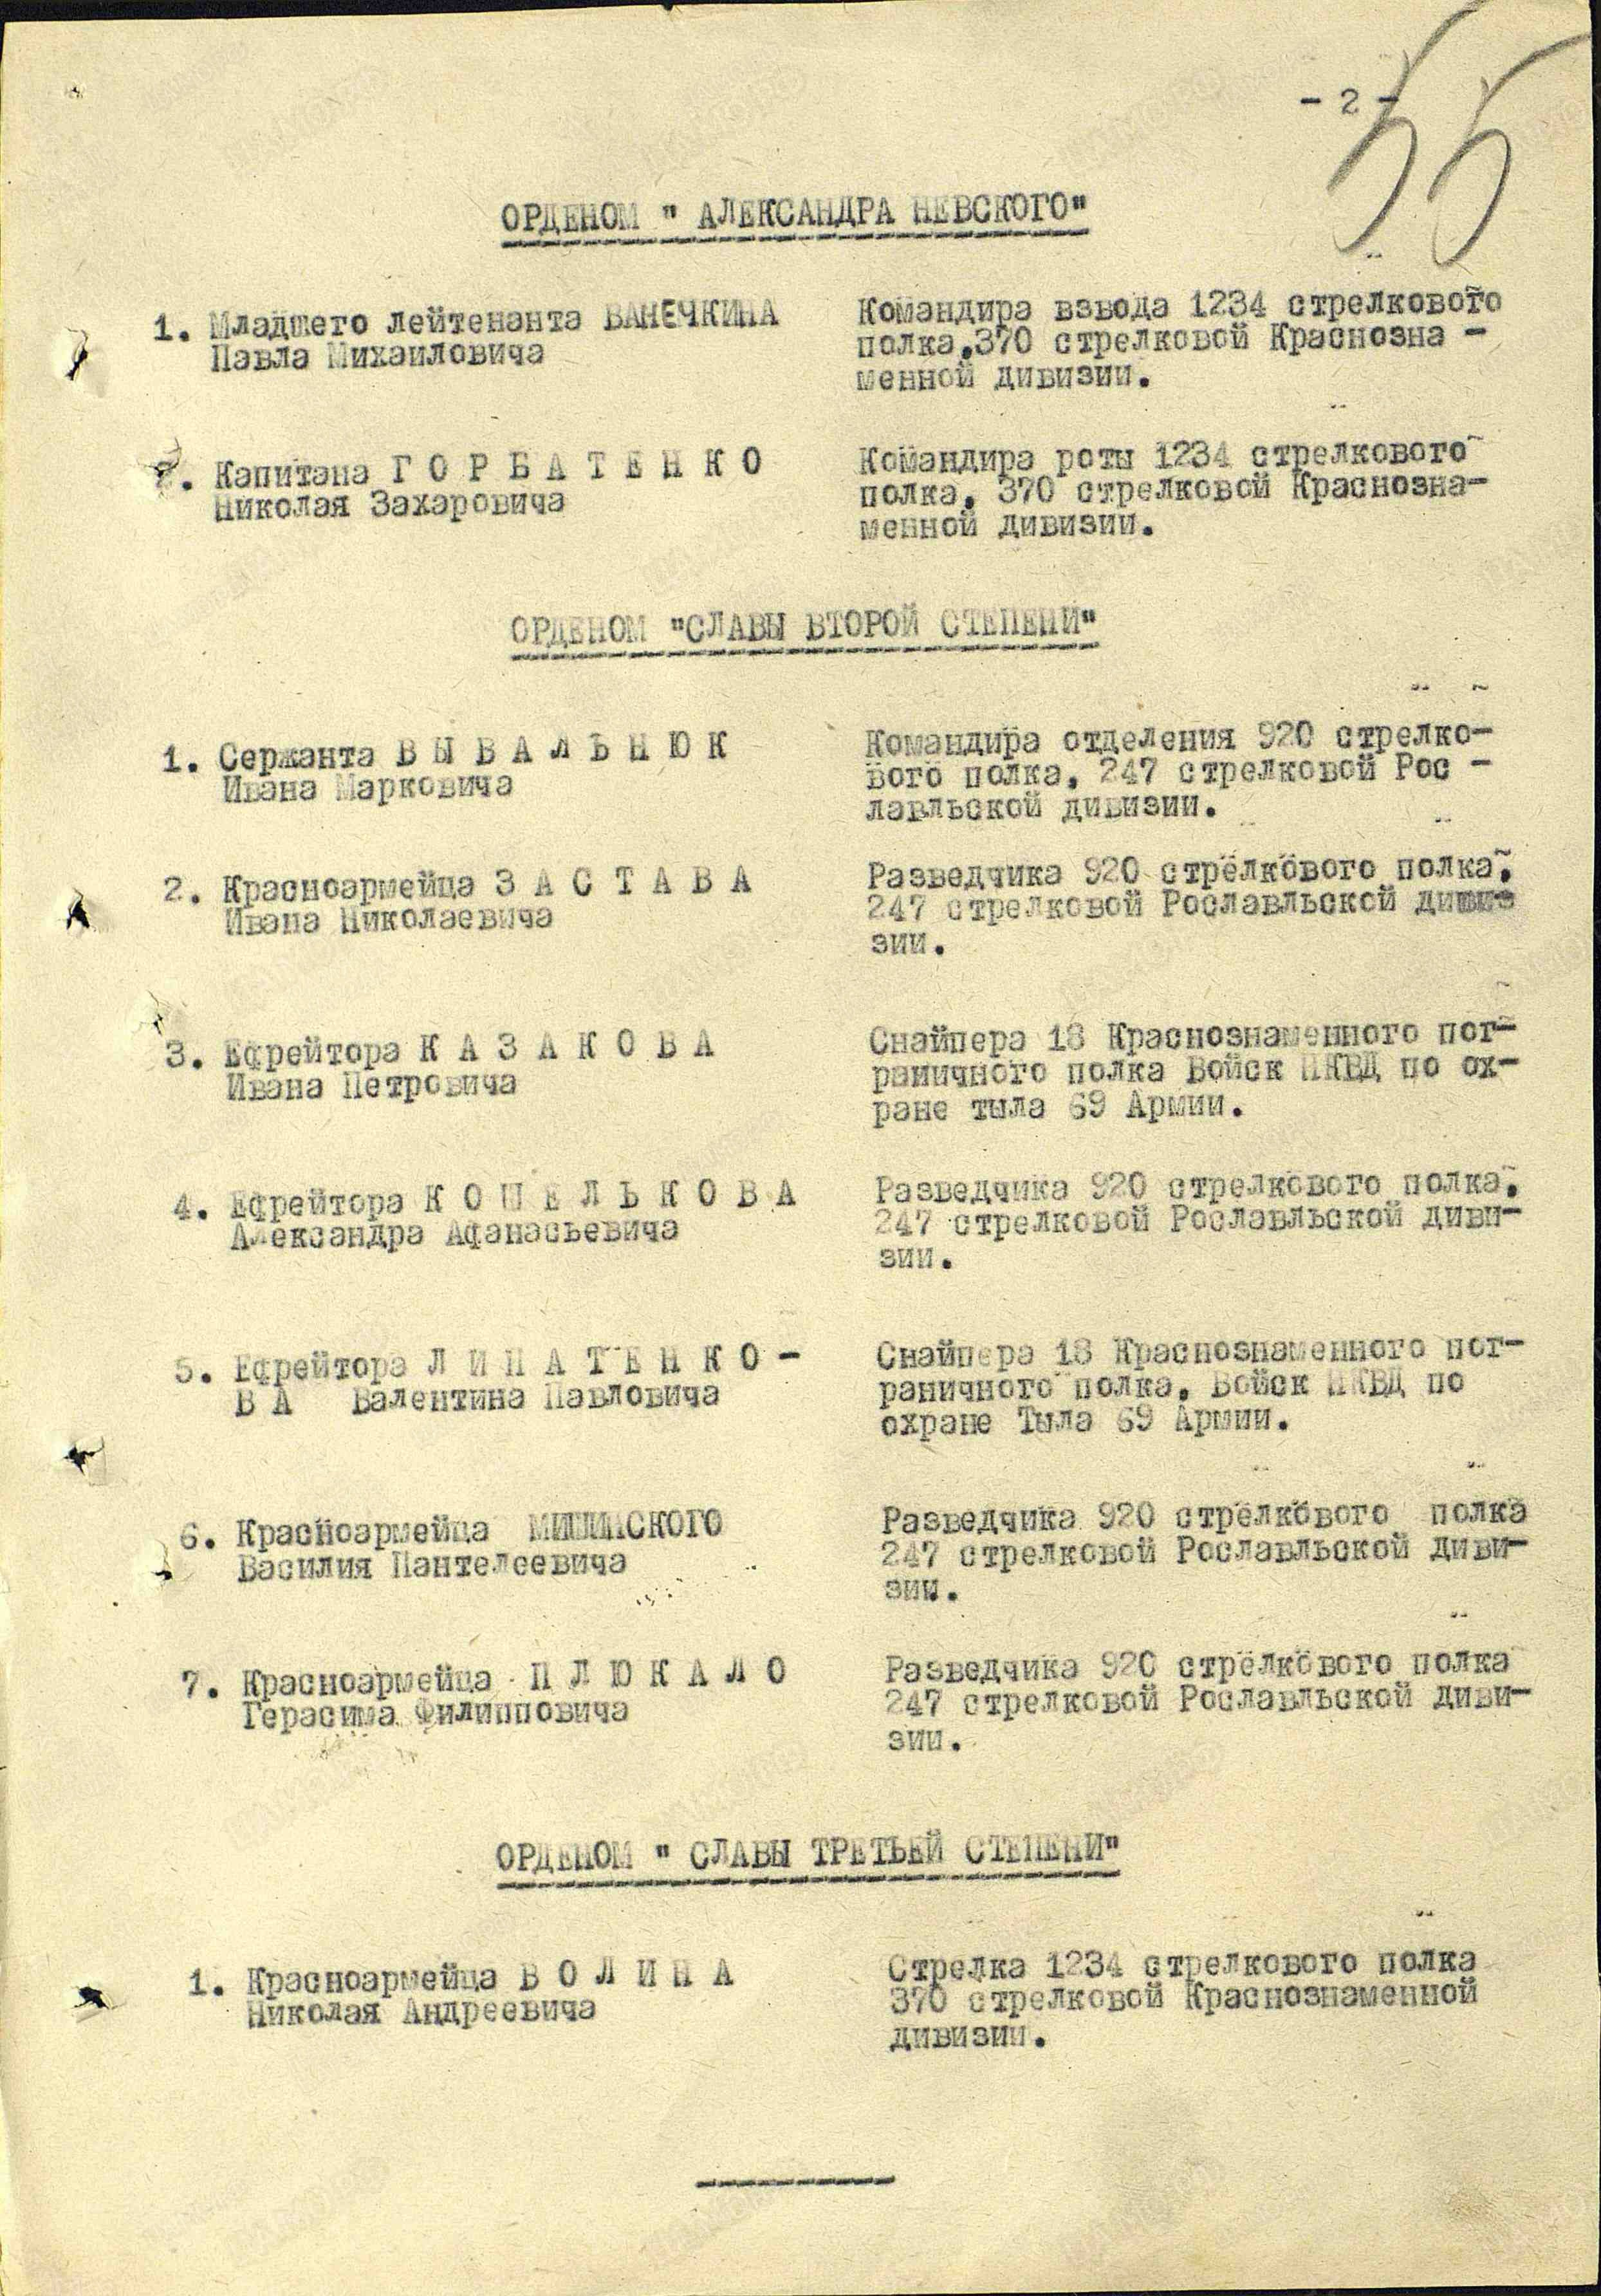 - 2 -
55
ОРДЕНОМ " АЛЕКСАНДРА НЕВСКОГО"
1. Младшего лейтенанта ВАНЕЧКИНА
Павла Михаиловича
Командира взвода 1234 стрелкового
полка,370 стрелковой Краснозна -
менной дивизии.
2. Капитана Г О Р Б А Т Е Н К О
Николая Захаровича
Командира роты 1234 стрелкового
полка, 370 стрелковой Краснозна-
менной дивизии.
ОРДЕНОМ "СЛАВЫ ВТОРОЙ СТЕПЕНИ"
1. Сержанта В Ы В А Л Ь Н Ю К
Ивана Марковича
Командира отделения 920 стрелко-
вого полка, 247 стрелковой Рос -
лавльской дивизии.
2. Красноармейца З А С Т А В А
Ивана Николаевича
Разведчика 920 стрелкового полка,
247 стрелковой Рославльской
зии.
3. Ефрейтора К А З А К О В А
Ивана Петровича
Снайпера 18 Краснознаменного пог-
раничного полка Войск НКВД по ох-
ране тыла 69 Армии.
4. Ефрейтора К О Ш Е Л Ь К О В А
Александра Афанасьевича
Разведчика 920 стрелкового полка,
247 стрелковой Рославльской диви-
зии.
5. Ефрейтора Л И П А Т Е Н К О -
В А Валентина Павловича
Снайпера 18 Краснознаменного пог-
раничного полка, Войск НКВД по
охране Тыла 69 Армии.
6. Красноармейца
Василия Пантелеевича
Разведчика 920 стрелкового полка
247 стрелковой Рославльской диви-
зии.
7. Красноармейца П Л Ю К А Л О
Герасима Филипповича
Разведчика 920 стрелкового полка
247 стрелковой Рославльской диви-
зии.
ОРДЕНОМ " СЛАВЫ ТРЕТЬЕЙ СТЕПЕНИ"
1. Красноармейца В О Л И Н А
Николая Андреевича
Стрелка 1234 стрелкового полка
370 стрелковой Краснознаменной
дивизии.